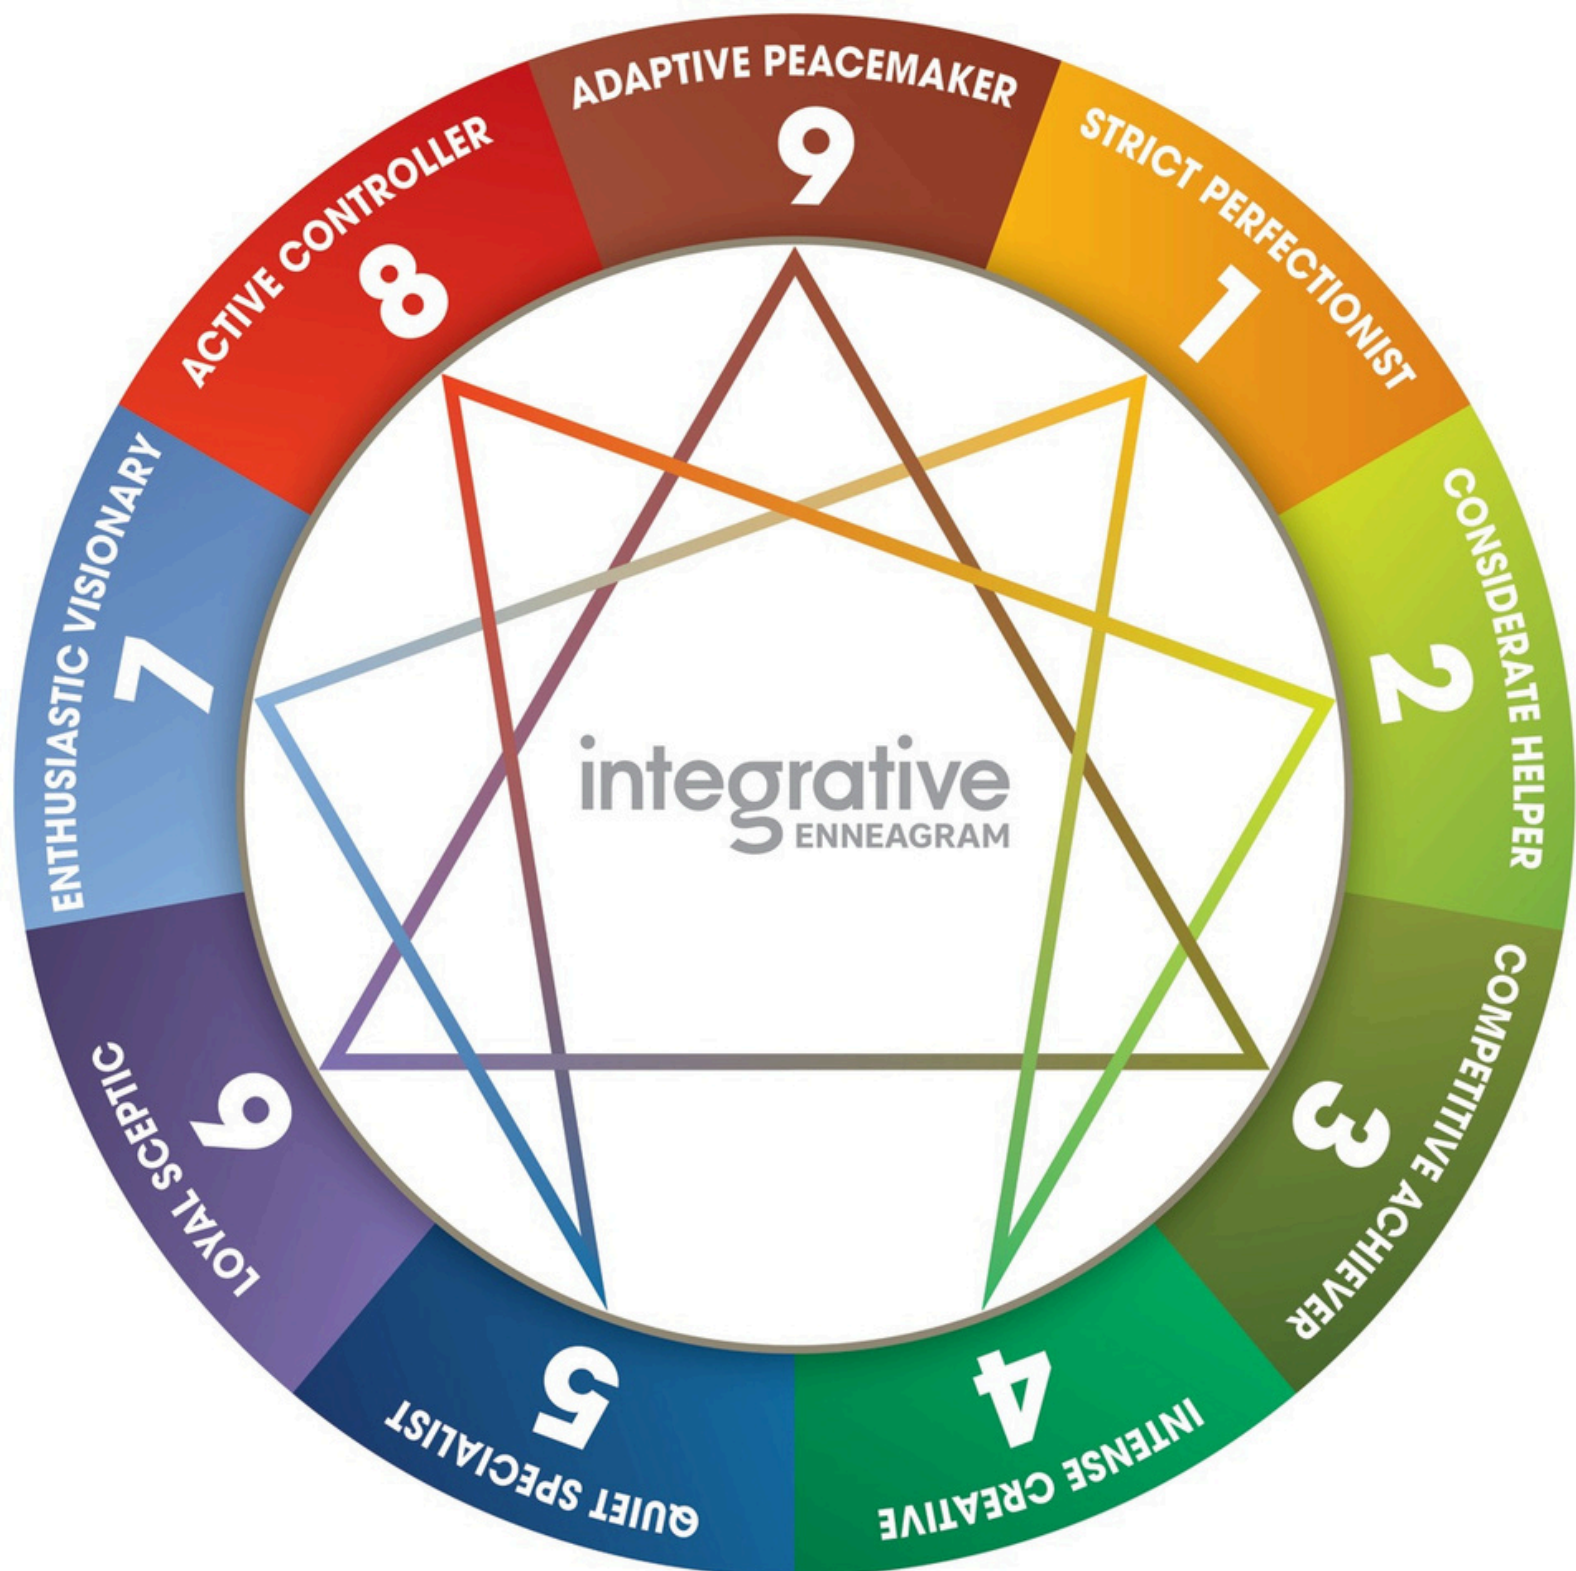 ADAPTIVE PEACEMAKER
9
STRICT PERFECTIONIST
1
CONSIDERATE HELPER
2
COMPETITIVE ACHIEVER
3
INTENSE CREATIVE
4
QUIET SPECIALIST
5
LOYAL SCEPTIC
6
ENTHUSIASTIC VISIONARY
7
ACTIVE CONTROLLER
8
integrative
ENNEAGRAM